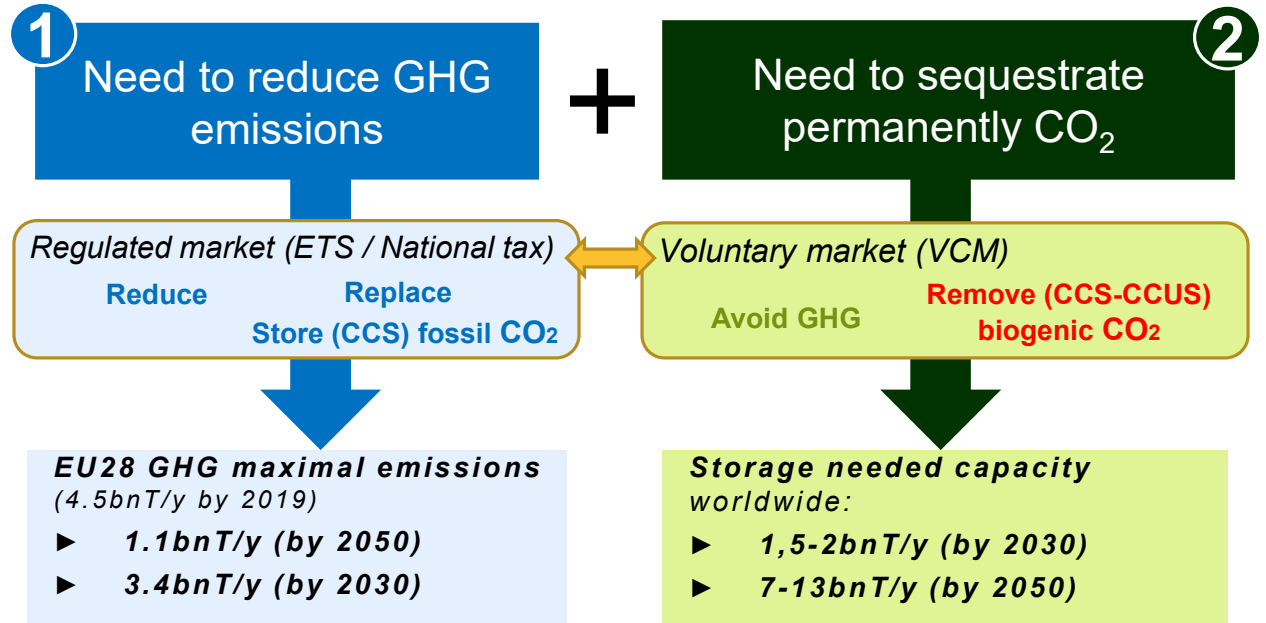 1
Need to reduce GHG
emissions
+
2
Need to sequestrate
permanently CO₂
Regulated market (ETS / National tax)
Reduce
Replace
Store (CCS) fossil CO₂
Voluntary market (VCM)
Avoid GHG
Remove (CCS-CCUS)
biogenic CO₂
EU28 GHG maximal emissions
(4.5bnT/y by 2019)
► 1.1bnT/y (by 2050)
► 3.4bnT/y (by 2030)
Storage needed capacity
worldwide:
► 1,5-2bnT/y (by 2030)
► 7-13bnT/y (by 2050)